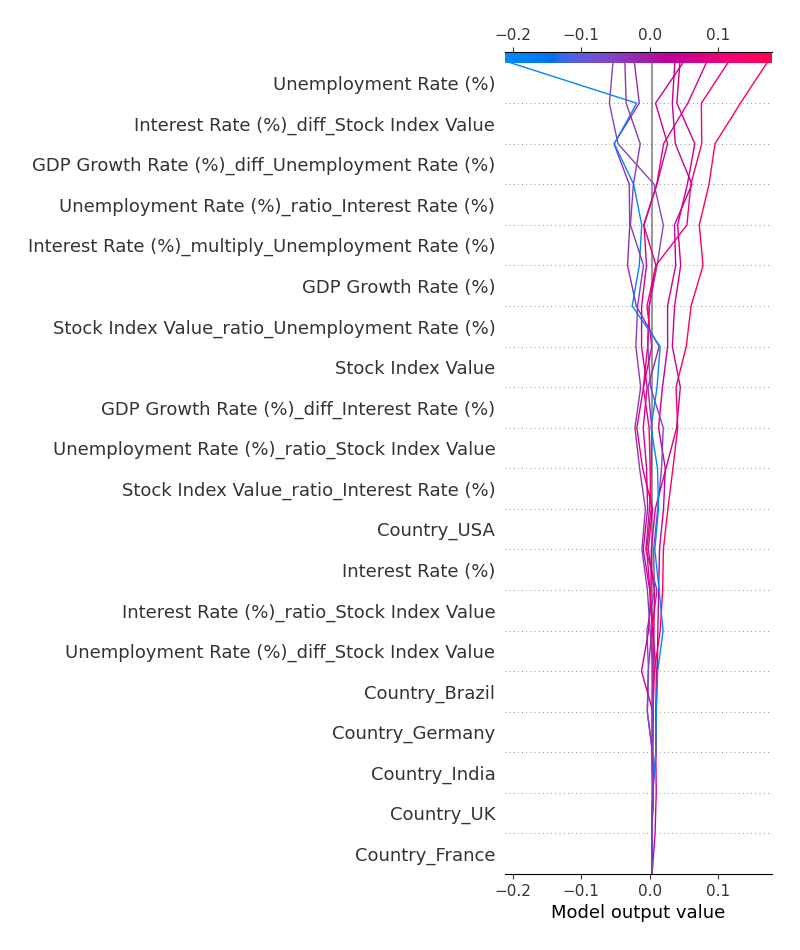 −0.2 −0.1 0.0 0.1
Unemployment Rate (%)
Interest Rate (%)_diff_Stock Index Value
GDP Growth Rate (%)_diff_Unemployment Rate (%)
Unemployment Rate (%)_ratio_Interest Rate (%)
Interest Rate (%)_multiply_Unemployment Rate (%)
GDP Growth Rate (%)
Stock Index Value_ratio_Unemployment Rate (%)
Stock Index Value
GDP Growth Rate (%)_diff_Interest Rate (%)
Unemployment Rate (%)_ratio_Stock Index Value
Stock Index Value_ratio_Interest Rate (%)
Country_USA
Interest Rate (%)
Interest Rate (%)_ratio_Stock Index Value
Unemployment Rate (%)_diff_Stock Index Value
Country_Brazil
Country_Germany
Country_India
Country_UK
Country_France
−0.2 −0.1 0.0 0.1
Model output value